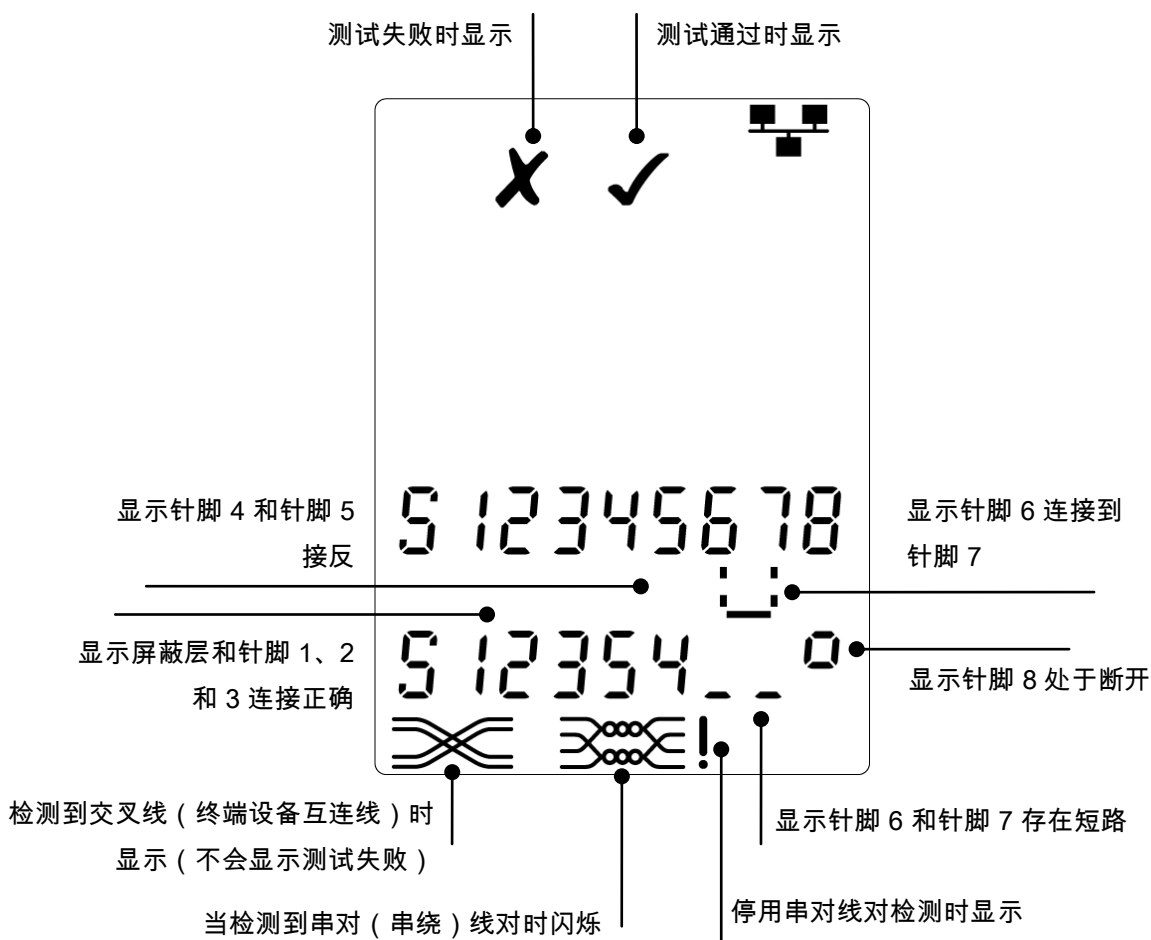 测试失败时显示
测试通过时显示
S12345678
显示针脚 4 和针脚 5
接反
显示针脚 6 连接到
针脚 7
显示屏蔽层和针脚 1、2
和 3 连接正确
S12354_ _ o
显示针脚 8 处于断开
!
检测到交叉线（终端设备互连线）时
显示（不会显示测试失败）
显示针脚 6 和针脚 7 存在短路
当检测到串对（串绕）线对时闪烁
停用串对线对检测时显示